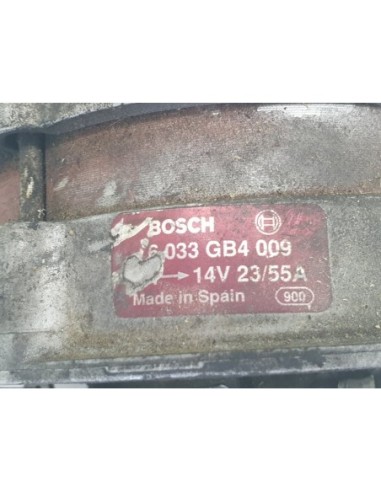 BOSCH
6 033 GB4 009
14V 23/55A
Made in Spain 900